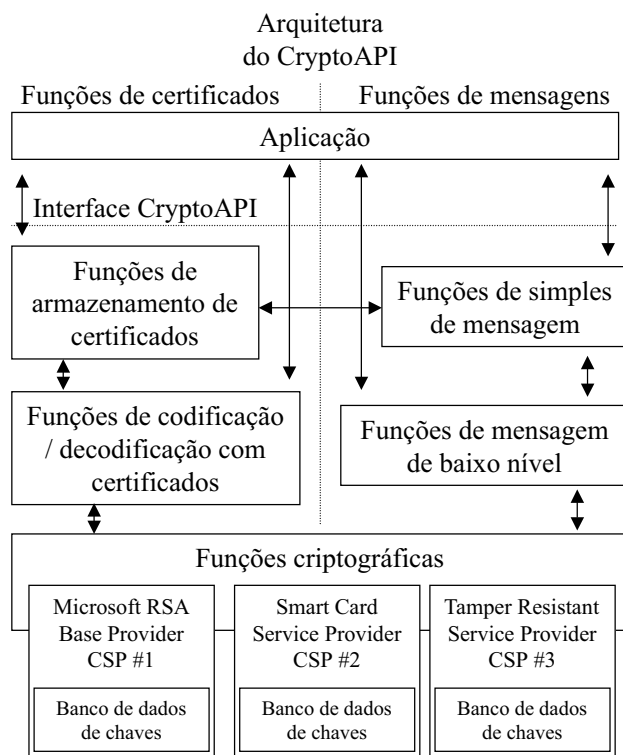 Arquitetura
do CryptoAPI
Funções de certificados
Funções de mensagens
Aplicação
Interface CryptoAPI
Funções de
armazenamento de
certificados
Funções de simples
de mensagem
Funções de codificação
/ decodificação com
certificados
Funções de mensagem
de baixo nível
Funções criptográficas
Microsoft RSA
Base Provider
CSP #1
Banco de dados
de chaves
Smart Card
Service Provider
CSP #2
Banco de dados
de chaves
Tamper Resistant
Service Provider
CSP #3
Banco de dados
de chaves